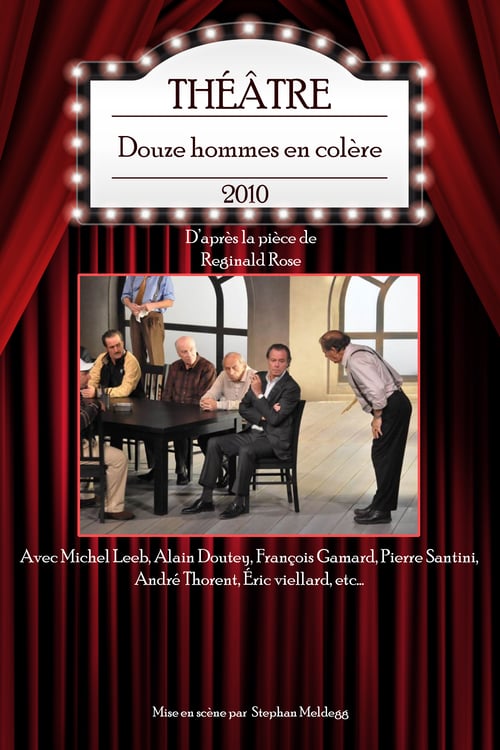 THÉÂTRE
Douze hommes en colère
2010
D'après la pièce de
Reginald Rose
Avec Michel Leeb, Alain Doutey, François Gamard, Pierre Santini,
André Thorent, Éric viellard, etc...
Mise en scène par Stephan Meldegg